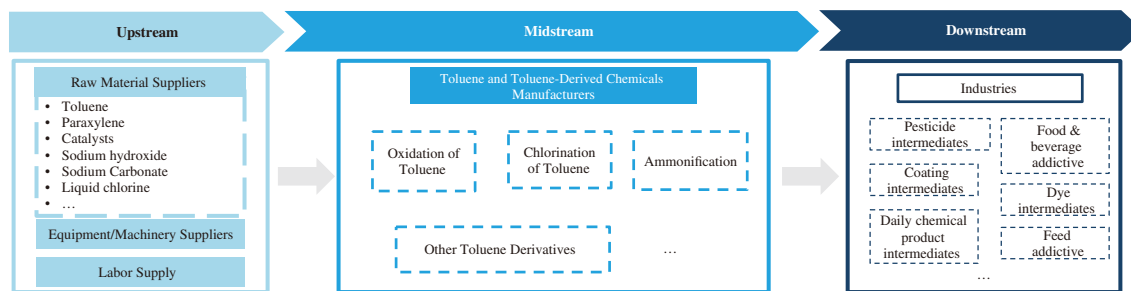 Upstream
Midstream
Downstream
Raw Material Suppliers
• Toluene
• Paraxylene
• Catalysts
• Sodium hydroxide
• Sodium Carbonate
• Liquid chlorine
• …
Equipment/Machinery Suppliers
Labor Supply
Toluene and Toluene-Derived Chemicals
Manufacturers
Oxidation of
Toluene
Chlorination
of Toluene
Ammonification
Other Toluene Derivatives
…
Industries
Pesticide
intermediates
Food &
beverage
addictive
Coating
intermediates
Dye
intermediates
Daily chemical
product
intermediates
Feed
addictive
…